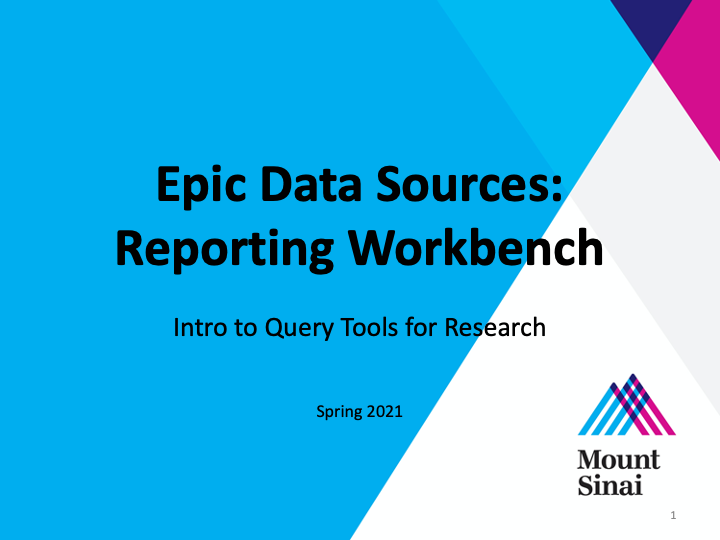 Epic Data Sources:
Reporting Workbench
Intro to Query Tools for Research
Spring 2021
Mount
Sinai
1